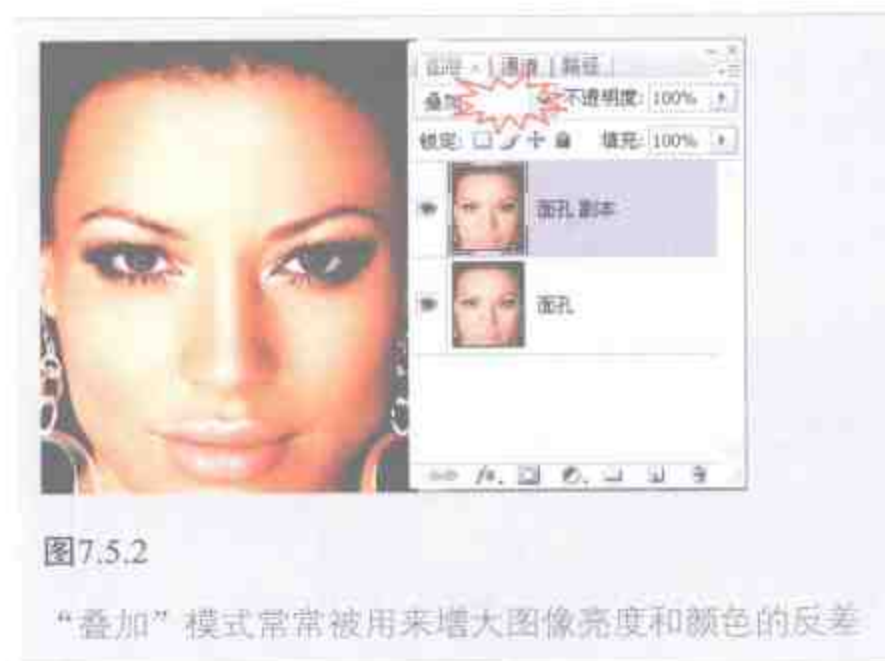 通道 路径
叠加 不透明度: 100%
锁定: 填充: 100%
面孔 副本
面孔
图7.5.2
“叠加”模式常常被用来增大图像亮度和颜色的反差